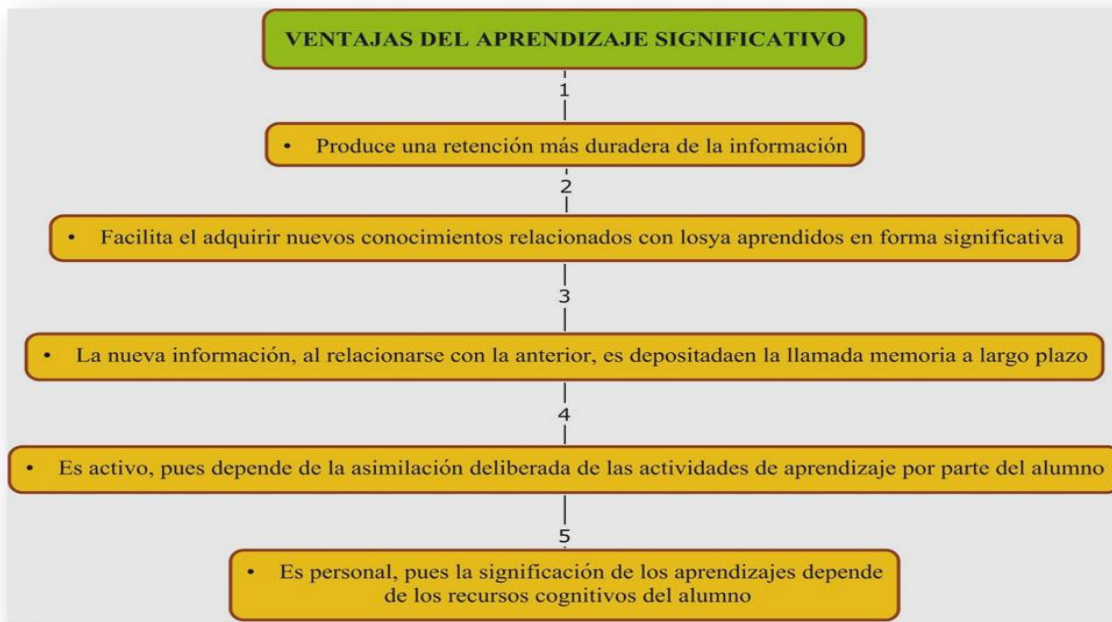 VENTAJAS DEL APRENDIZAJE SIGNIFICATIVO
1
• Produce una retención más duradera de la información
2
• Facilita el adquirir nuevos conocimientos relacionados con losya aprendidos en forma significativa
3
• La nueva información, al relacionarse con la anterior, es depositadaen la llamada memoria a largo plazo
4
• Es activo, pues depende de la asimilación deliberada de las actividades de aprendizaje por parte del alumno
5
• Es personal, pues la significación de los aprendizajes depende
de los recursos cognitivos del alumno